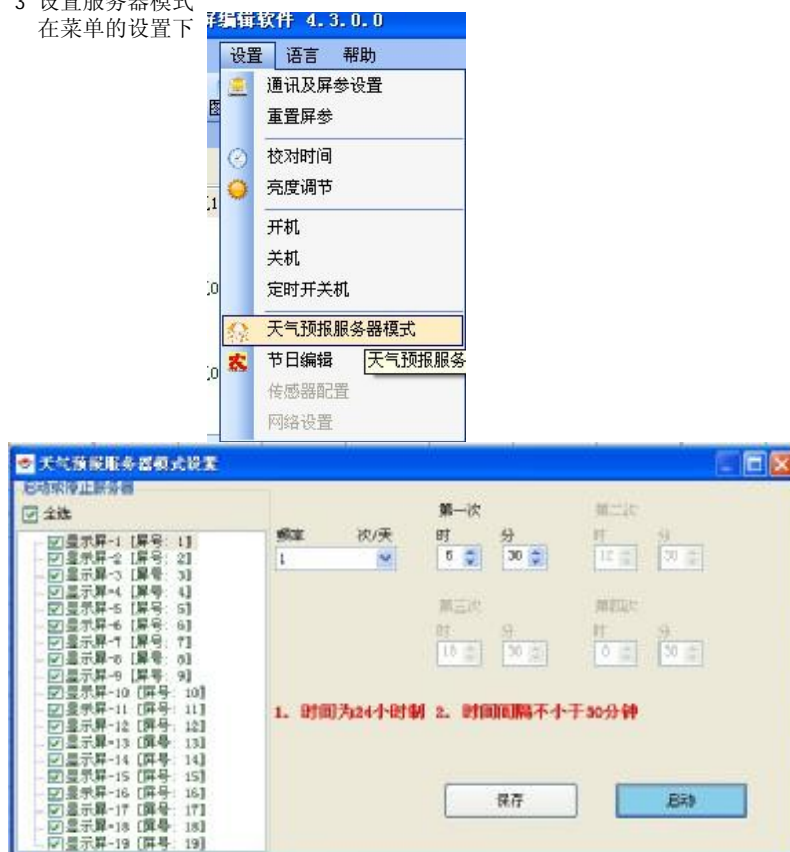 3 设置服务器模式
在菜单的设置下
屏编辑软件 4.3.0.0
设置 语言 帮助
通讯及屏参设置
图
重置屏参
校对时间
亮度调节
开机
关机
定时开关机
天气预报服务器模式
节日编辑 天气预报服务
传感器配置
网络设置
天气预报服务器模式设置
启动或停止服务器
全选
第一次 第二次
频率 次/天 时 分 时 分
1 6 30 12 30
第三次 第四次
时 分 时 分
18 30 0 30
显示屏-1 [屏号: 1]
显示屏-2 [屏号: 2]
显示屏-3 [屏号: 3]
显示屏-4 [屏号: 4]
显示屏-5 [屏号: 5]
显示屏-6 [屏号: 6]
显示屏-7 [屏号: 7]
显示屏-8 [屏号: 8]
显示屏-9 [屏号: 9]
显示屏-10 [屏号: 10]
显示屏-11 [屏号: 11]
显示屏-12 [屏号: 12]
显示屏-13 [屏号: 13]
显示屏-14 [屏号: 14]
显示屏-15 [屏号: 15]
显示屏-16 [屏号: 16]
显示屏-17 [屏号: 17]
显示屏-18 [屏号: 18]
显示屏-19 [屏号: 19]
1. 时间为24小时制 2. 时间间隔不小于30分钟
保存 启动